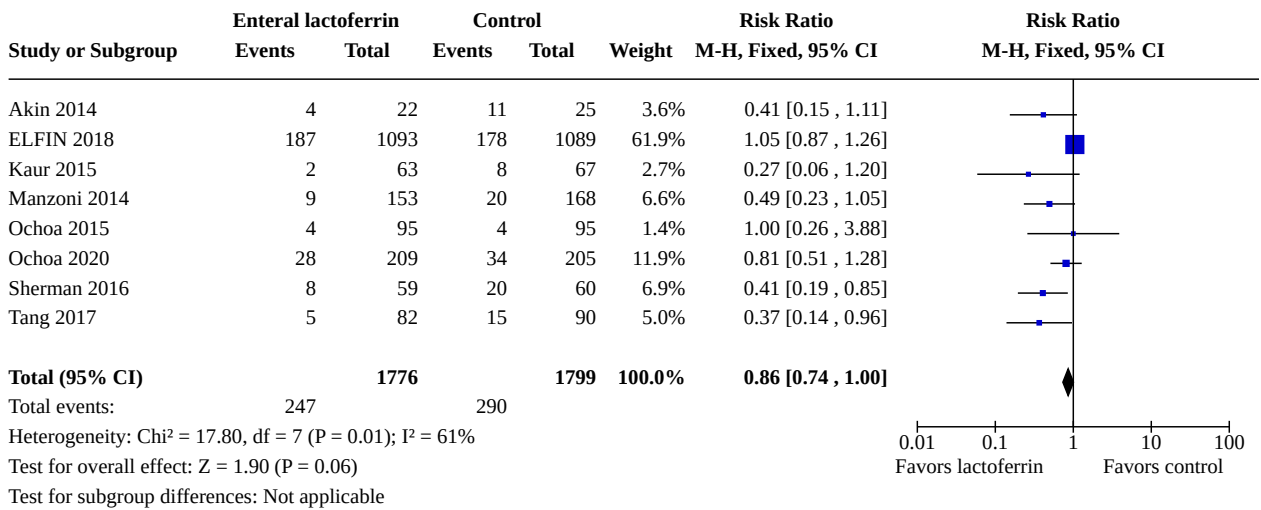 Enteral lactoferrin Control Risk Ratio Risk Ratio
Study or Subgroup Events Total Events Total Weight M-H, Fixed, 95% CI M-H, Fixed, 95% CI
Akin 2014 4 22 11 25 3.6% 0.41 [0.15 , 1.11]
ELFIN 2018 187 1093 178 1089 61.9% 1.05 [0.87 , 1.26]
Kaur 2015 2 63 8 67 2.7% 0.27 [0.06 , 1.20]
Manzoni 2014 9 153 20 168 6.6% 0.49 [0.23 , 1.05]
Ochoa 2015 4 95 4 95 1.4% 1.00 [0.26 , 3.88]
Ochoa 2020 28 209 34 205 11.9% 0.81 [0.51 , 1.28]
Sherman 2016 8 59 20 60 6.9% 0.41 [0.19 , 0.85]
Tang 2017 5 82 15 90 5.0% 0.37 [0.14 , 0.96]
Total (95% CI) 1776 1799 100.0% 0.86 [0.74 , 1.00]
Total events: 247 290
Heterogeneity: Chi² = 17.80, df = 7 (P = 0.01); I² = 61%
Test for overall effect: Z = 1.90 (P = 0.06)
Test for subgroup differences: Not applicable
0.01 0.1 1 10 100
Favors lactoferrin Favors control